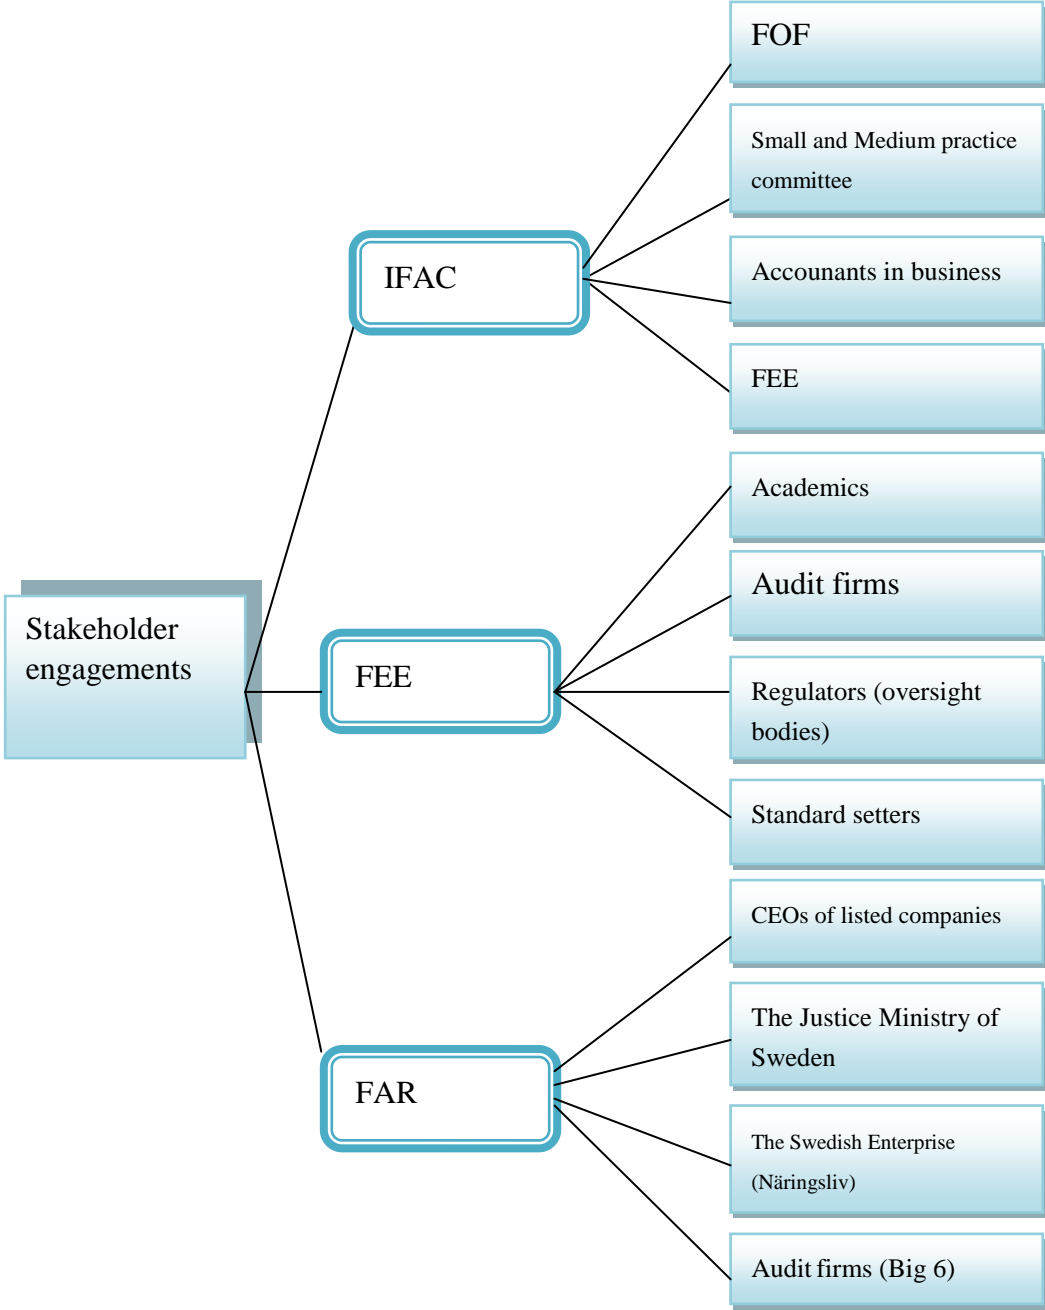 FOF
Small and Medium practice
committee
IFAC
Accounants in business
FEE
Academics
Audit firms
Stakeholder
engagements
FEE
Regulators (oversight
bodies)
Standard setters
CEOs of listed companies
The Justice Ministry of
Sweden
FAR
The Swedish Enterprise
(Näringsliv)
Audit firms (Big 6)